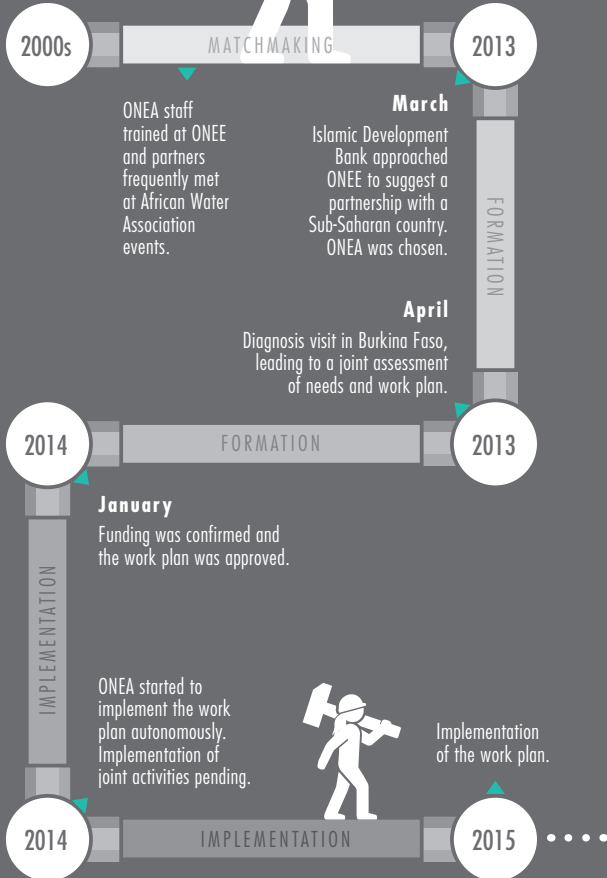 2000s
MATCHMAKING
2013
ONEA staff
trained at ONEE
and partners
frequently met
at African Water
Association
events.
March
Islamic Development
Bank approached
ONEE to suggest a
partnership with a
Sub-Saharan country.
ONEA was chosen.
FORMATION
April
Diagnosis visit in Burkina Faso,
leading to a joint assessment
of needs and work plan.
2013
FORMATION
2014
January
Funding was confirmed and
the work plan was approved.
IMPLEMENTATION
ONEA started to
implement the work
plan autonomously.
Implementation of
joint activities pending.
2014
IMPLEMENTATION
2015
Implementation
of the work plan.